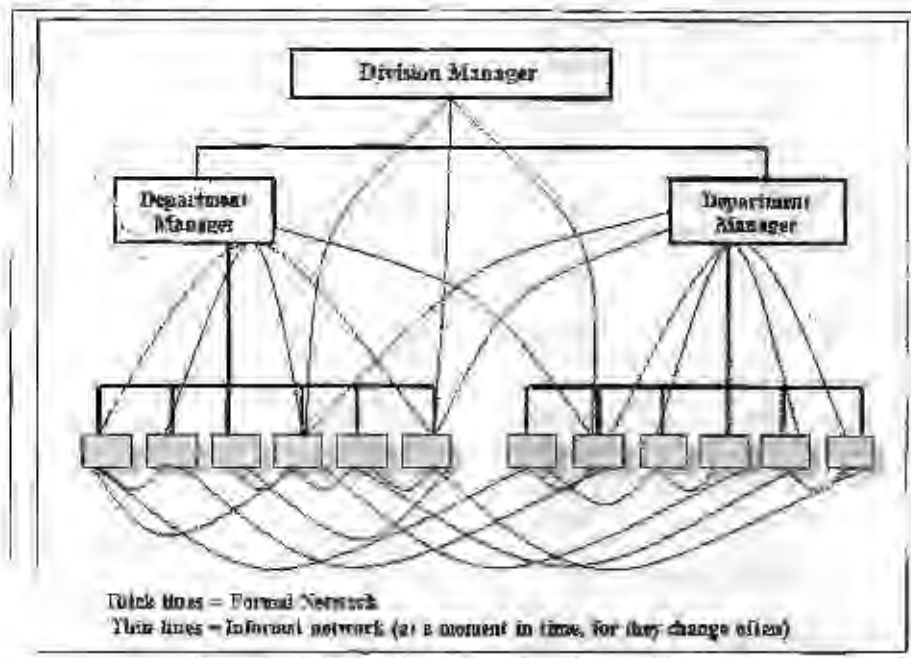 Division Manager
Department
Manager
Department
Manager
Thick lines = Formal Network
Thin lines = Informal network (at a moment in time, for they change often)